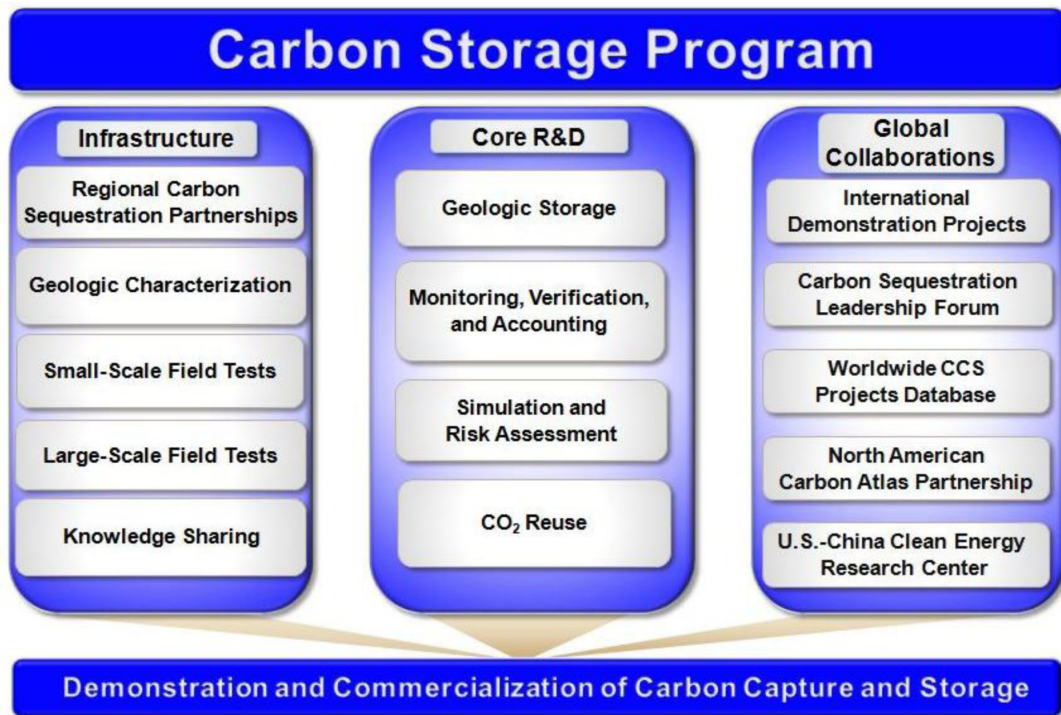 Carbon Storage Program
Infrastructure
Regional Carbon
Sequestration Partnerships
Geologic Characterization
Small-Scale Field Tests
Large-Scale Field Tests
Knowledge Sharing
Core R&D
Geologic Storage
Monitoring, Verification,
and Accounting
Simulation and
Risk Assessment
CO₂ Reuse
Global
Collaborations
International
Demonstration Projects
Carbon Sequestration
Leadership Forum
Worldwide CCS
Projects Database
North American
Carbon Atlas Partnership
U.S.-China Clean Energy
Research Center
Demonstration and Commercialization of Carbon Capture and Storage